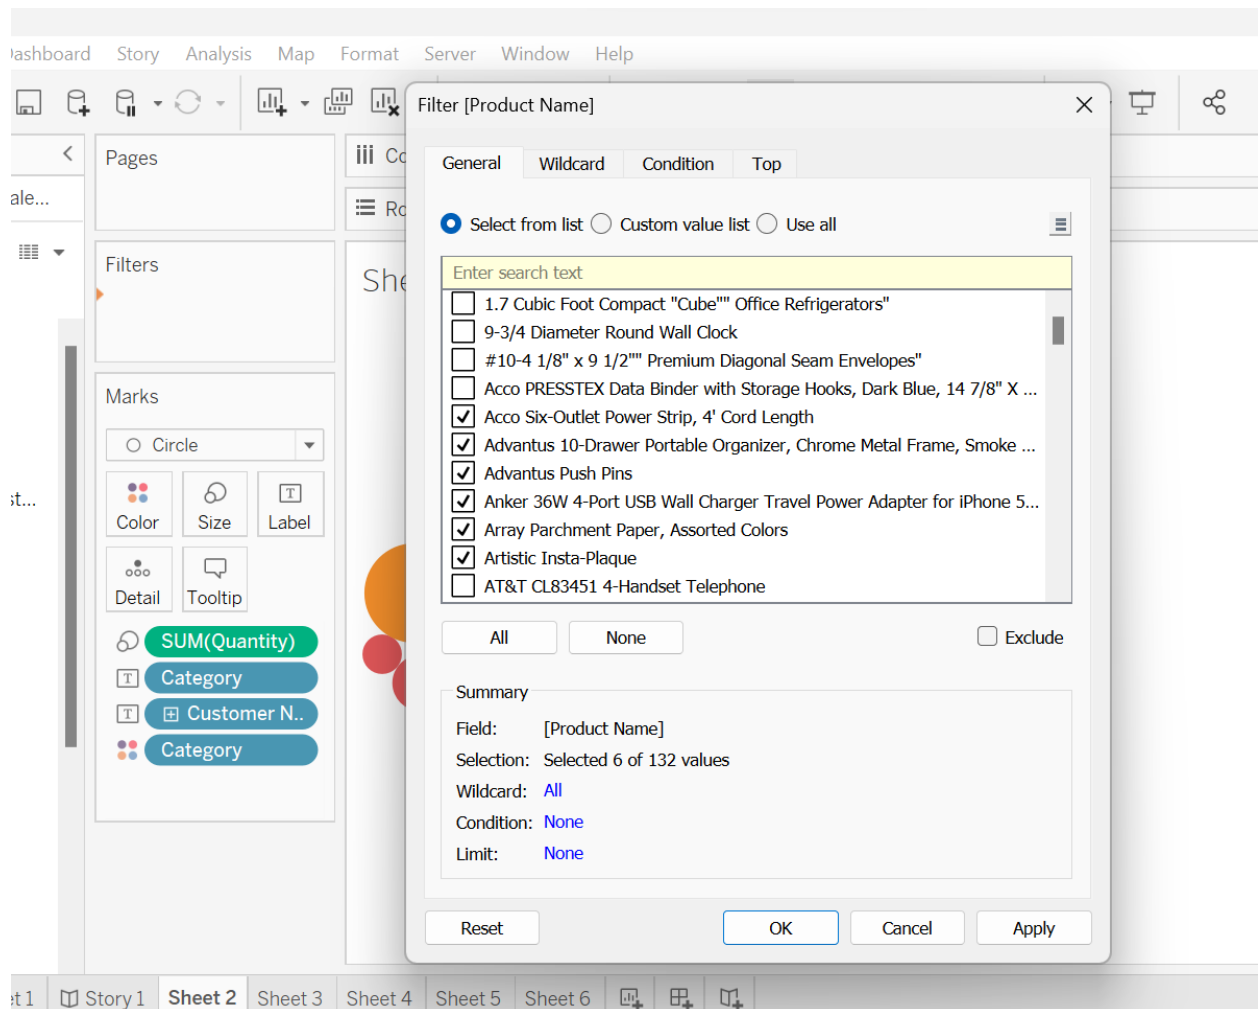 Story Analysis Map Format Server Window Help
Filter [Product Name]
Pages
General Wildcard Condition Top
Select from list Custom value list Use all
Filters
Enter search text
1.7 Cubic Foot Compact "Cube"" Office Refrigerators"
9-3/4 Diameter Round Wall Clock
#10-4 1/8" x 9 1/2"" Premium Diagonal Seam Envelopes"
Acco PRESSTEX Data Binder with Storage Hooks, Dark Blue, 14 7/8" X ...
Acco Six-Outlet Power Strip, 4' Cord Length
Advantus 10-Drawer Portable Organizer, Chrome Metal Frame, Smoke ...
Advantus Push Pins
Anker 36W 4-Port USB Wall Charger Travel Power Adapter for iPhone 5...
Array Parchment Paper, Assorted Colors
Artistic Insta-Plaque
AT&T CL83451 4-Handset Telephone
Marks
Circle
Color Size Label
Detail Tooltip
SUM(Quantity)
Category
Customer N..
Category
All None Exclude
Summary
Field: [Product Name]
Selection: Selected 6 of 132 values
Wildcard: All
Condition: None
Limit: None
Reset OK Cancel Apply
Story 1 Sheet 2 Sheet 3 Sheet 4 Sheet 5 Sheet 6